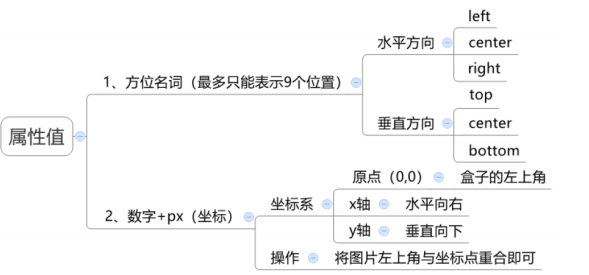 属性值
1、方位名词（最多只能表示9个位置）
水平方向
left
center
right
垂直方向
top
center
bottom
2、数字+px（坐标）
坐标系
原点（0,0）
盒子的左上角
x轴
水平向右
y轴
垂直向下
操作
将图片左上角与坐标点重合即可